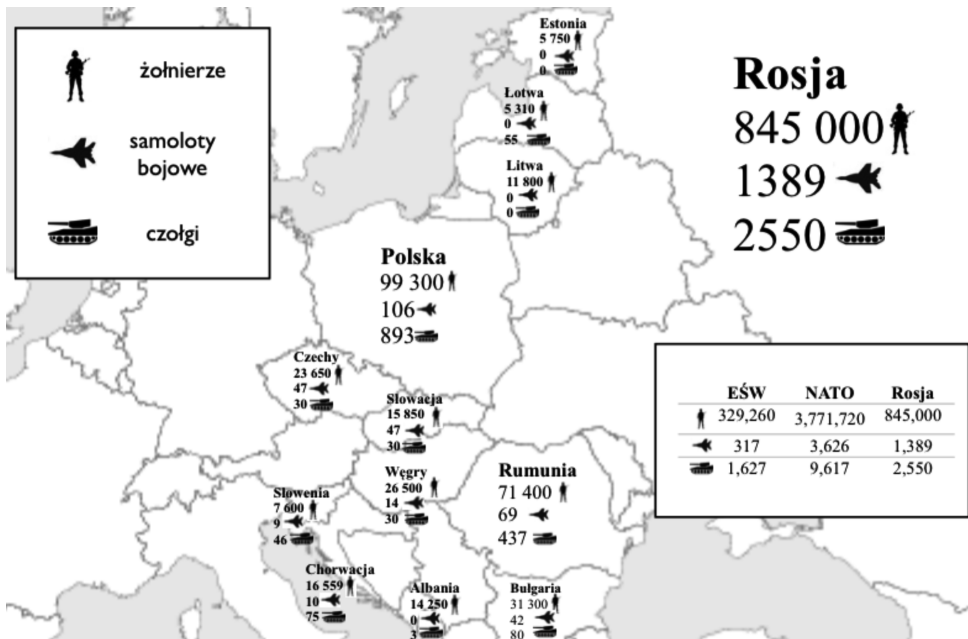 żołnierze
samoloty
bojowe
czołgi
Estonia
5 750
0
0
Łotwa
5 310
0
55
Litwa
11 800
0
0
Rosja
845 000
1389
2550
Polska
99 300
106
893
Czechy
23 650
47
30
Słowacja
15 850
47
30
Węgry
26 500
14
30
Rumunia
71 400
69
437
Słowenia
7 600
9
46
Chorwacja
16 559
10
75
Albania
14 250
0
3
Bułgaria
31 300
42
80
EŚW NATO Rosja
329,260 3,771,720 845,000
317 3,626 1,389
1,627 9,617 2,550